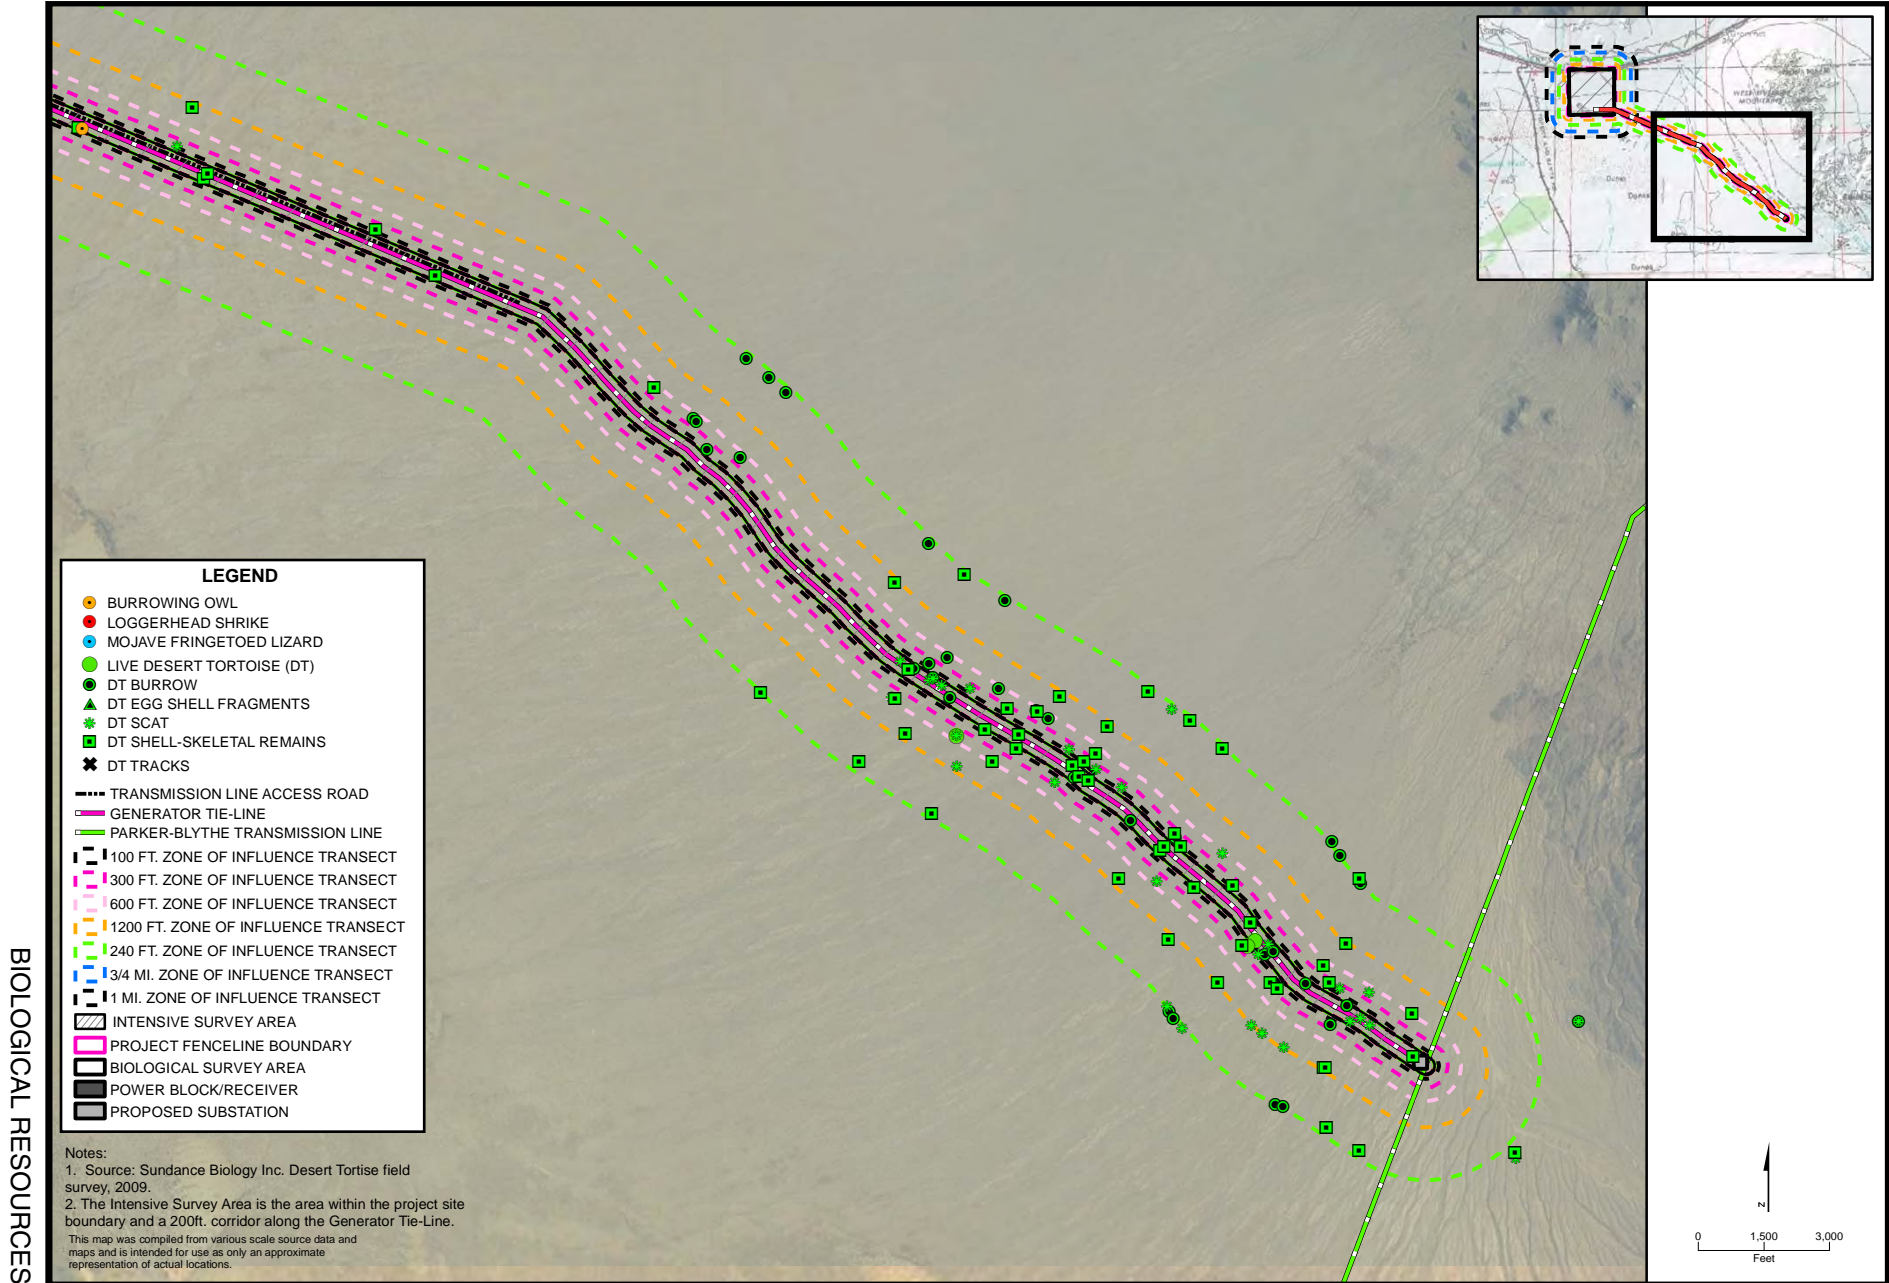 LEGEND
BURROWING OWL
LOGGERHEAD SHRIKE
MOJAVE FRINGETOED LIZARD
LIVE DESERT TORTOISE (DT)
DT BURROW
DT EGG SHELL FRAGMENTS
DT SCAT
DT SHELL-SKELETAL REMAINS
DT TRACKS
TRANSMISSION LINE ACCESS ROAD
GENERATOR TIE-LINE
PARKER-BLYTHE TRANSMISSION LINE
100 FT. ZONE OF INFLUENCE TRANSECT
300 FT. ZONE OF INFLUENCE TRANSECT
600 FT. ZONE OF INFLUENCE TRANSECT
1200 FT. ZONE OF INFLUENCE TRANSECT
240 FT. ZONE OF INFLUENCE TRANSECT
3/4 MI. ZONE OF INFLUENCE TRANSECT
1 MI. ZONE OF INFLUENCE TRANSECT
INTENSIVE SURVEY AREA
PROJECT FENCELINE BOUNDARY
BIOLOGICAL SURVEY AREA
POWER BLOCK/RECEIVER
PROPOSED SUBSTATION
Notes:
1. Source: Sundance Biology Inc. Desert Tortise field
survey, 2009.
2. The Intensive Survey Area is the area within the project site
boundary and a 200ft. corridor along the Generator Tie-Line.
This map was compiled from various scale source data and
maps and is intended for use as only an approximate
representation of actual locations.
BIOLOGICAL RESOURCES
WEST RIVERSIDE
MOUNTAINS
Dunes
Dunes
z
0 1,500 3,000
Feet